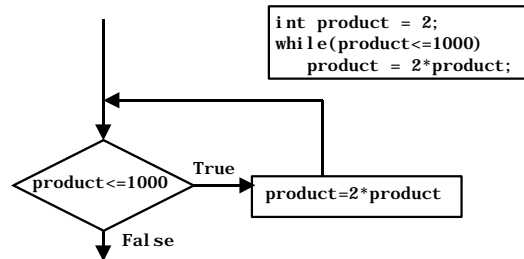 int product = 2;
while(product<=1000)
product = 2*product;
True
product<=1000
product=2*product
False